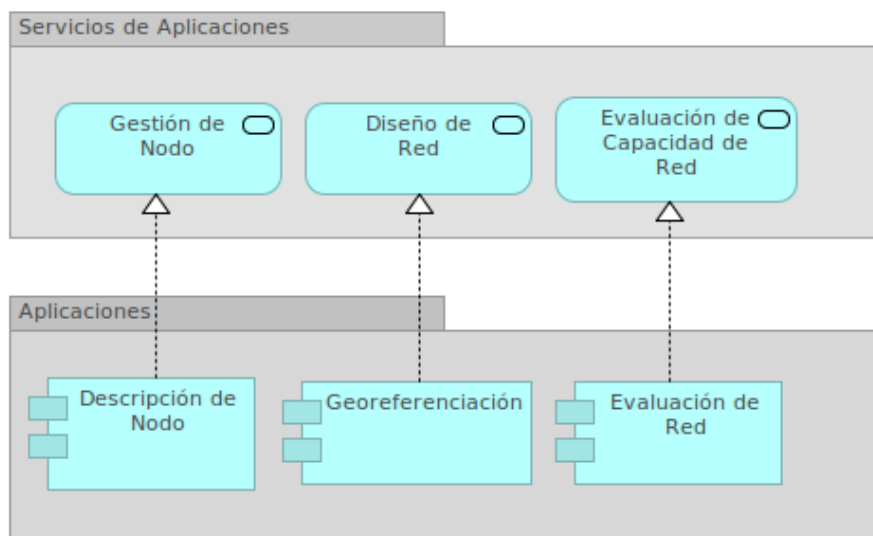 Servicios de Aplicaciones
Gestión de
Nodo
Diseño de
Red
Evaluación de
Capacidad de
Red
Aplicaciones
Descripción de
Nodo
Georeferenciación
Evaluación de
Red